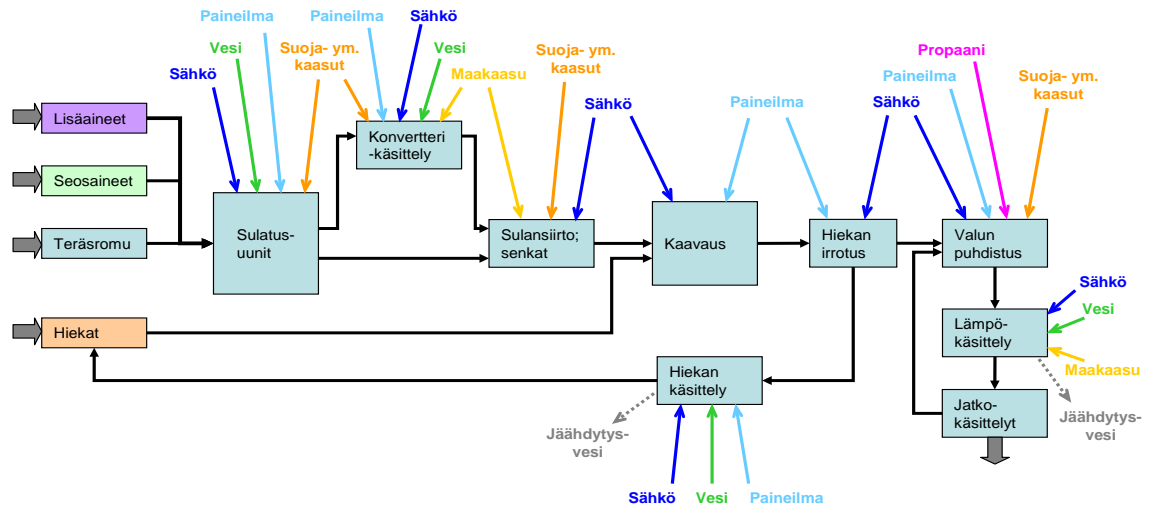 Paineilma
Sähkö
Vesi
Suoja- ym.
kaasut
Vesi
Suoja- ym.
kaasut
Propaani
Sähkö
Maakaasu
Sähkö
Paineilma
Sähkö
Paineilma
Suoja- ym.
kaasut
Lisäaineet
Konvertteri
-käsittely
Seosaineet
Teräsromu
Sulatus-
uunit
Sulansiirto;
senkat
Kaavaus
Hiekan
irrotus
Valun
puhdistus
Sähkö
Vesi
Lämpö-
käsittely
Maakaasu
Hiekat
Hiekan
käsittely
Jatko-
käsittelyt
Jäähdytys-
vesi
Jäähdytys-
vesi
Sähkö
Vesi
Paineilma